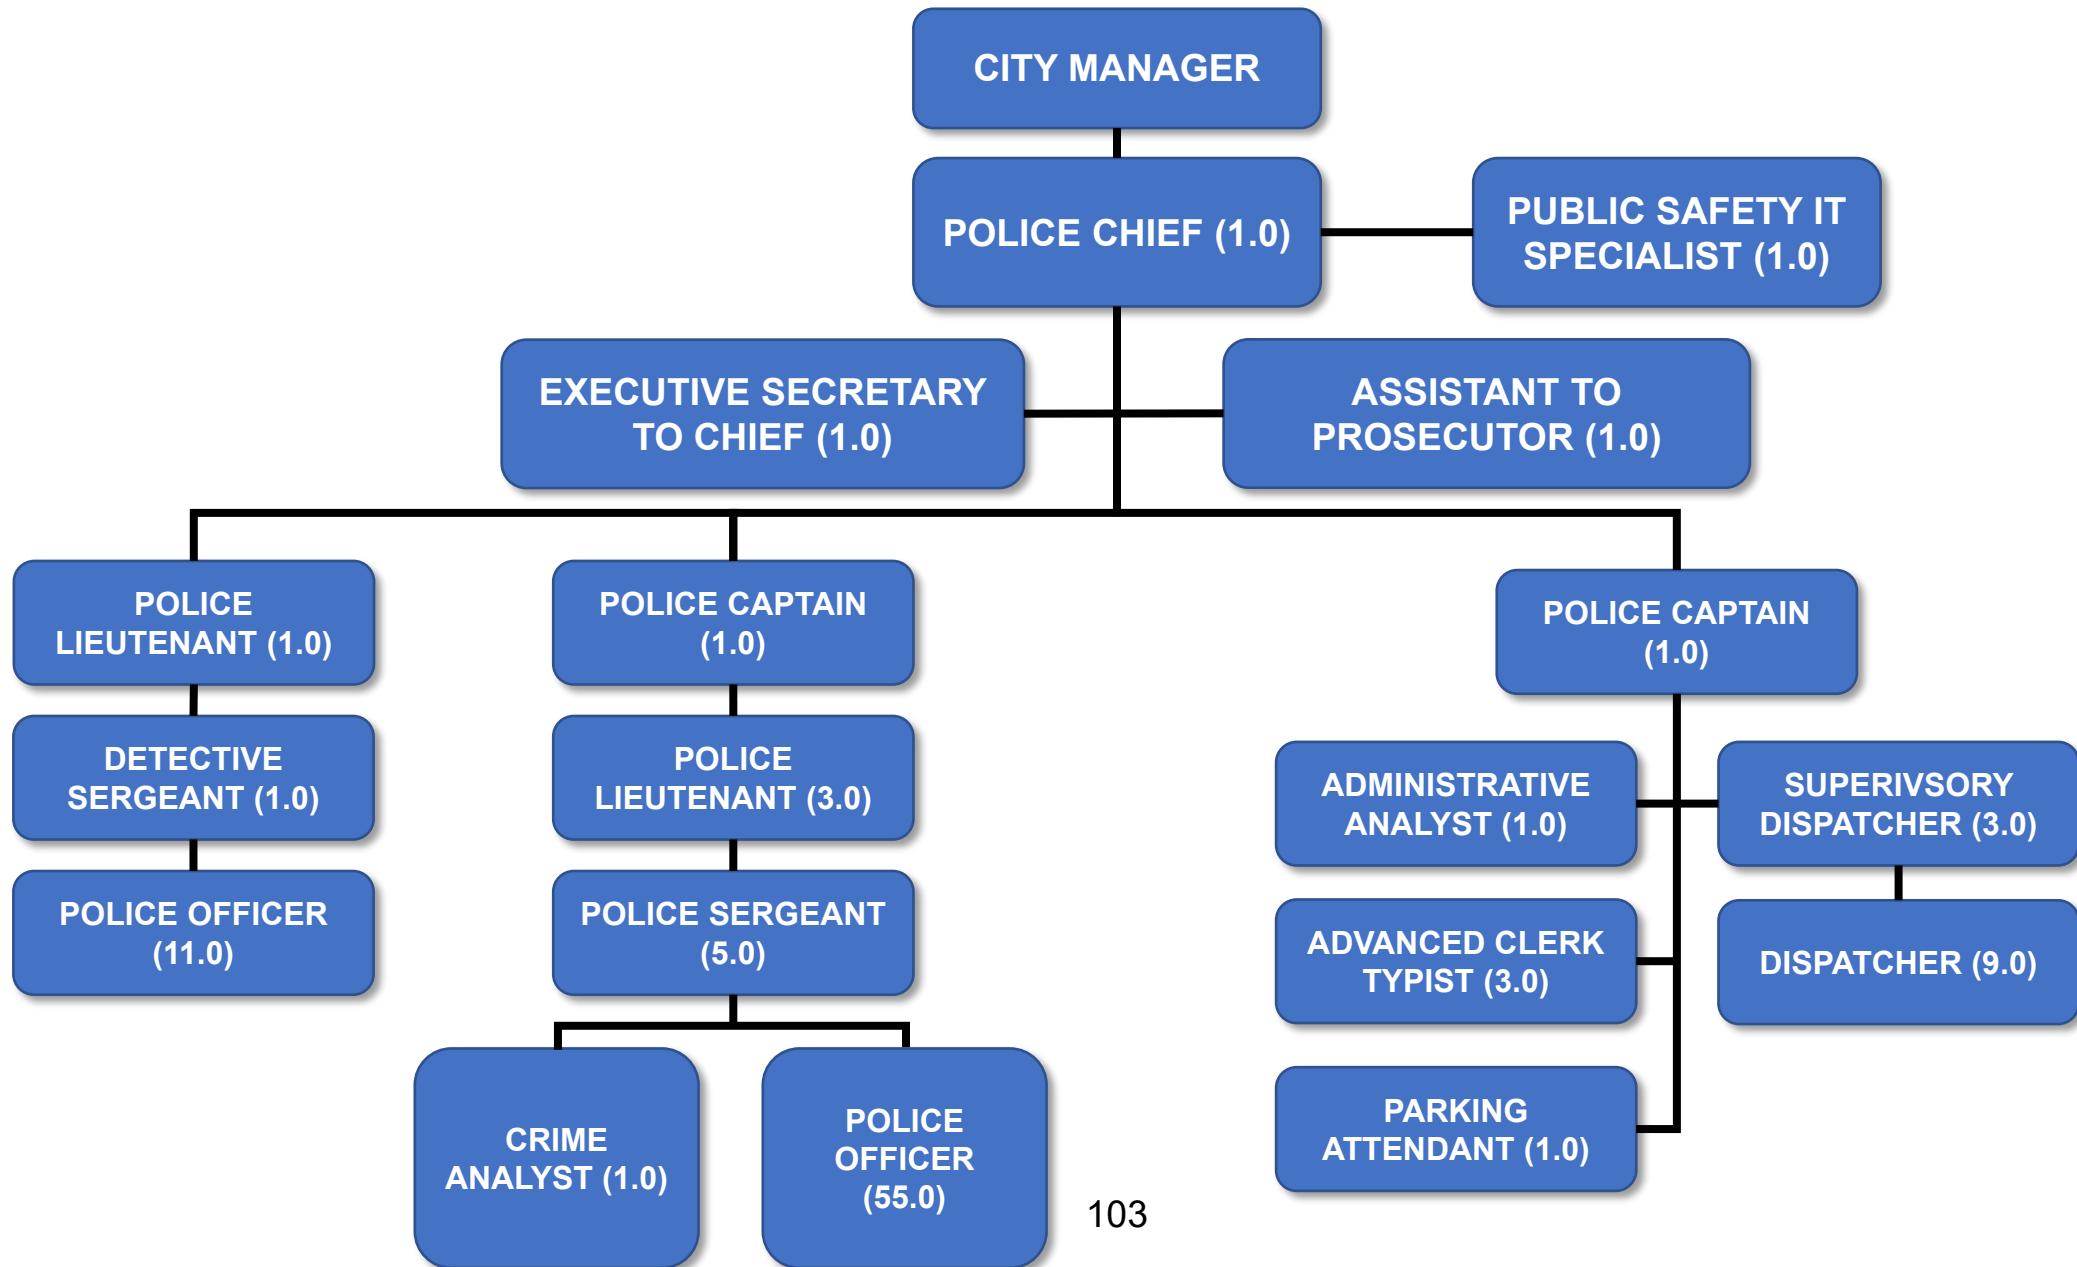 CITY MANAGER
POLICE CHIEF (1.0)
PUBLIC SAFETY IT
SPECIALIST (1.0)
EXECUTIVE SECRETARY
TO CHIEF (1.0)
ASSISTANT TO
PROSECUTOR (1.0)
POLICE
LIEUTENANT (1.0)
DETECTIVE
SERGEANT (1.0)
POLICE OFFICER
(11.0)
POLICE CAPTAIN
(1.0)
POLICE
LIEUTENANT (3.0)
POLICE SERGEANT
(5.0)
CRIME
ANALYST (1.0)
POLICE
OFFICER
(55.0)
POLICE CAPTAIN
(1.0)
ADMINISTRATIVE
ANALYST (1.0)
SUPERIVSORY
DISPATCHER (3.0)
ADVANCED CLERK
TYPIST (3.0)
DISPATCHER (9.0)
PARKING
ATTENDANT (1.0)
103